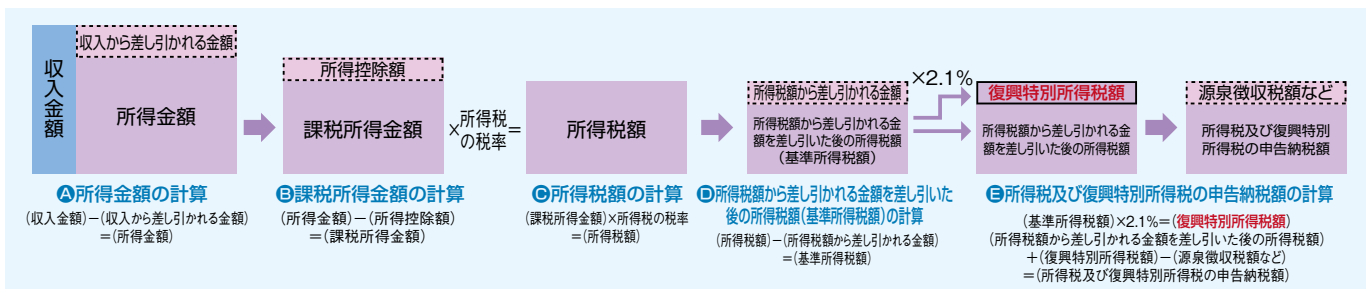 収入金額
収入から差し引かれる金額
所得金額
所得控除額
課税所得金額
×所得税の税率=
所得税額
所得税額から差し引かれる金額
所得税額から差し引かれる金
額を差し引いた後の所得税額
(基準所得税額)
×2.1%
復興特別所得税額
所得税額から差し引かれる金
額を差し引いた後の所得税額
源泉徴収税額など
所得税及び復興特別
所得税の申告納税額
A所得金額の計算
(収入金額)−(収入から差し引かれる金額)
=(所得金額)
B課税所得金額の計算
(所得金額)−(所得控除額)
=(課税所得金額)
C所得税額の計算
(課税所得金額)×所得税の税率
=(所得税額)
D所得税額から差し引かれる金額を差し引いた
後の所得税額(基準所得税額)の計算
(所得税額)−(所得税額から差し引かれる金額)
=(基準所得税額)
E所得税及び復興特別所得税の申告納税額の計算
(基準所得税額)×2.1%=(復興特別所得税額)
(所得税額から差し引かれる金額を差し引いた後の所得税額)
+(復興特別所得税額)−(源泉徴収税額など)
=(所得税及び復興特別所得税の申告納税額)